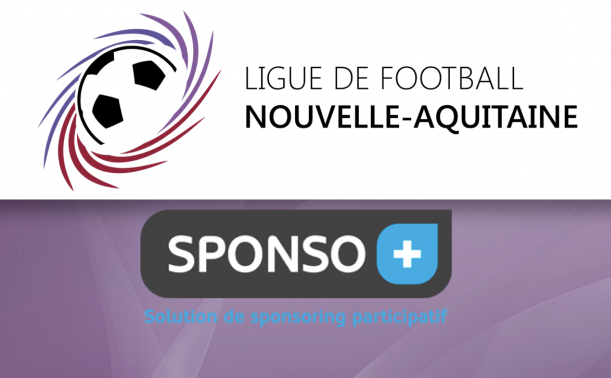 LIGUE DE FOOTBALL
NOUVELLE-AQUITAINE
SPONSO +
Solution de sponsoring participatif